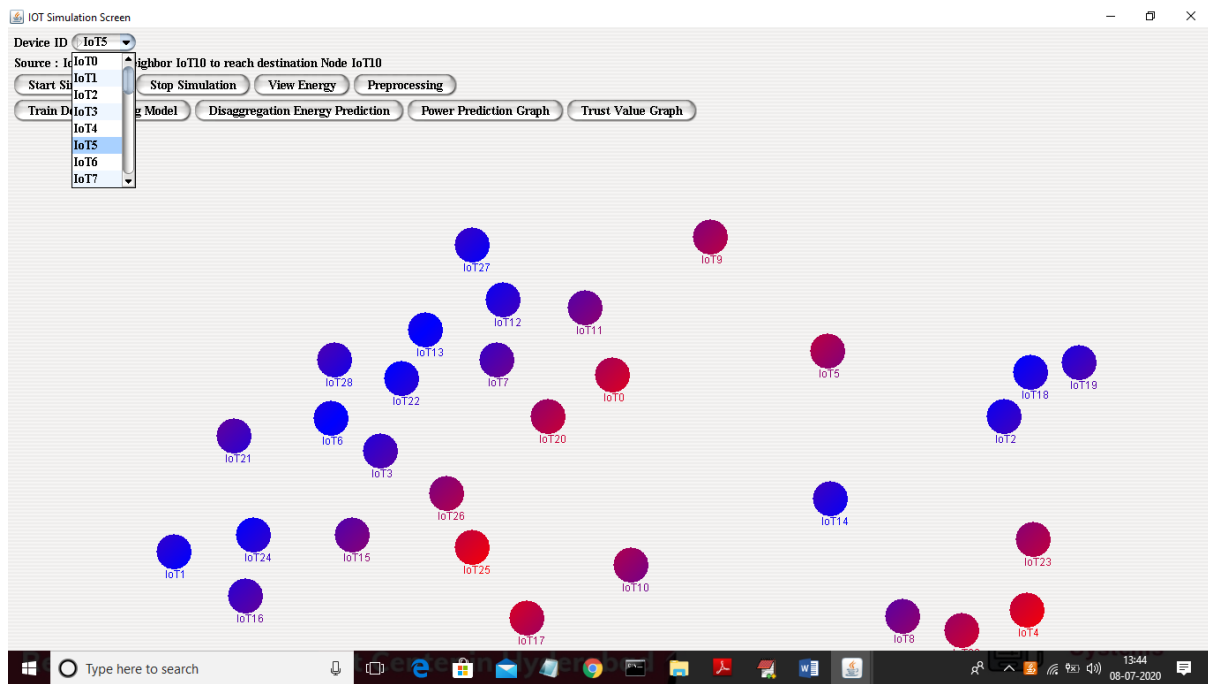 IOT Simulation Screen
Device ID IoT5
Source : ighbor IoT10 to reach destination Node IoT10
IoT0
IoT1
IoT2
IoT3
IoT4
IoT5
IoT6
IoT7
Start Si Stop Simulation View Energy Preprocessing
Train D g Model Disaggregation Energy Prediction Power Prediction Graph Trust Value Graph
IoT9
IoT27
IoT12
IoT11
IoT13
IoT5
IoT28
IoT7
IoT19
IoT18
IoT22
IoT0
IoT6
IoT20
IoT2
IoT21
IoT3
IoT26
IoT14
IoT24
IoT15
IoT23
IoT25
IoT1
IoT10
IoT16
IoT17
IoT8
IoT4
Type here to search
t Center in Hyderabad
13:44
08-07-2020